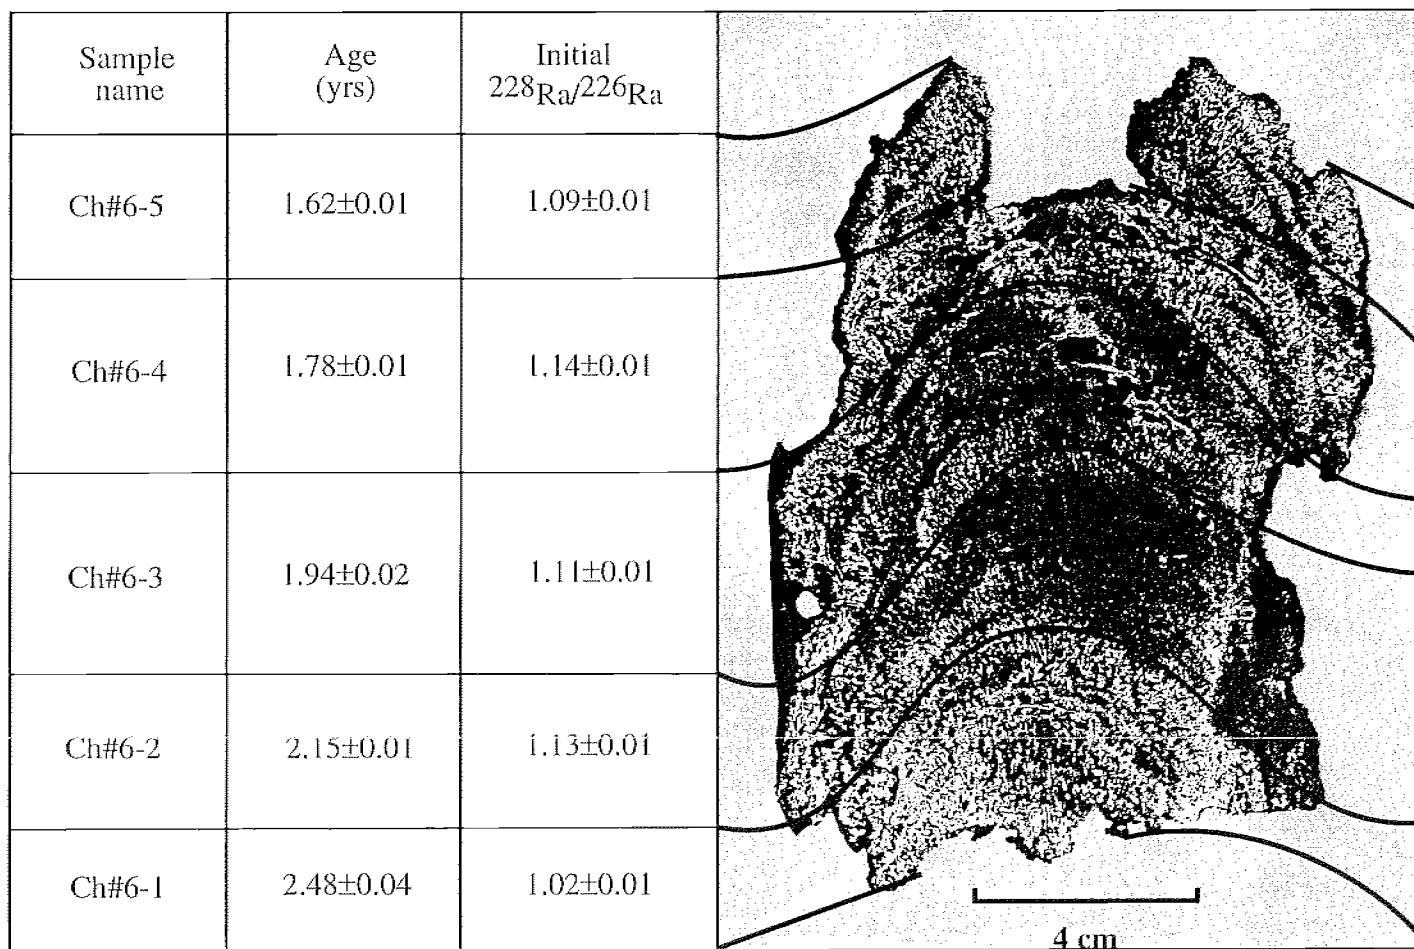 Sample name
Age (yrs)
Initial ²²⁸Ra/²²⁶Ra
Ch#6-5 1.62±0.01 1.09±0.01
Ch#6-4 1.78±0.01 1.14±0.01
Ch#6-3 1.94±0.02 1.11±0.01
Ch#6-2 2.15±0.01 1.13±0.01
Ch#6-1 2.48±0.04 1.02±0.01
4 cm